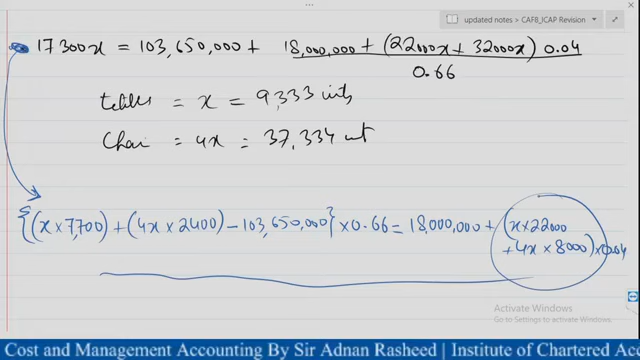 updated notes > CAF8_ICAP Revision
17300x = 103,650,000 + 18,000,000 + (22000x + 32000x) 0.04
0.66
= x = 9,333 units
= 4x = 37,334
{(x × 7,700) + (4x × 2400) - 103,650,000} × 0.66 = 18,000,000 + (x × 22000
+ 4x × 8000) × 0.04
Activate Windows
Go to Settings to activate Windows.
Cost and Management Accounting By Sir Adnan Rasheed | Institute of Chartered Ac